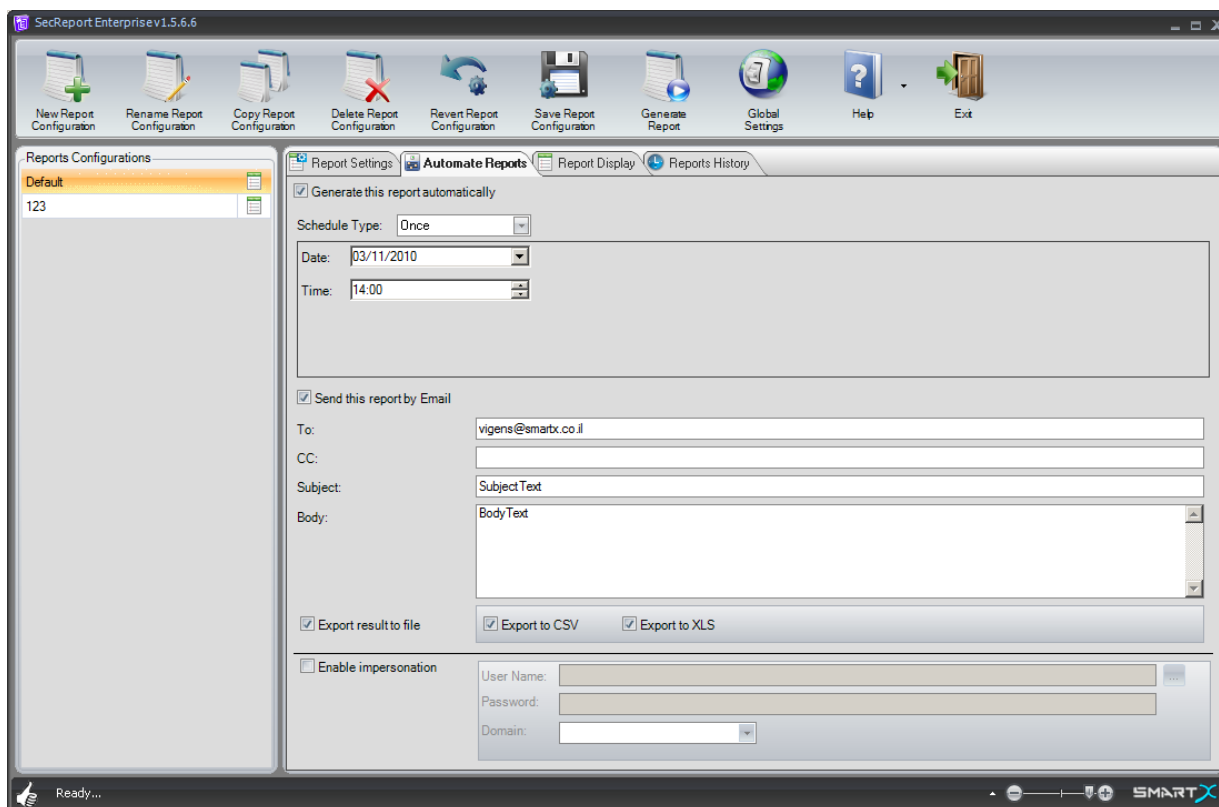 SecReport Enterprise v1.5.6.6
New Report Configuration
Rename Report Configuration
Copy Report Configuration
Delete Report Configuration
Revert Report Configuration
Save Report Configuration
Generate Report
Global Settings
Help
Exit
Reports Configurations
Default
123
Report Settings
Automate Reports
Report Display
Reports History
Generate this report automatically
Schedule Type: Once
Date: 03/11/2010
Time: 14:00
Send this report by Email
To: vigens@smartx.co.il
CC:
Subject: SubjectText
Body: BodyText
Export result to file Export to CSV Export to XLS
Enable impersonation
User Name: ...
Password:
Domain:
Ready...
SMARTX